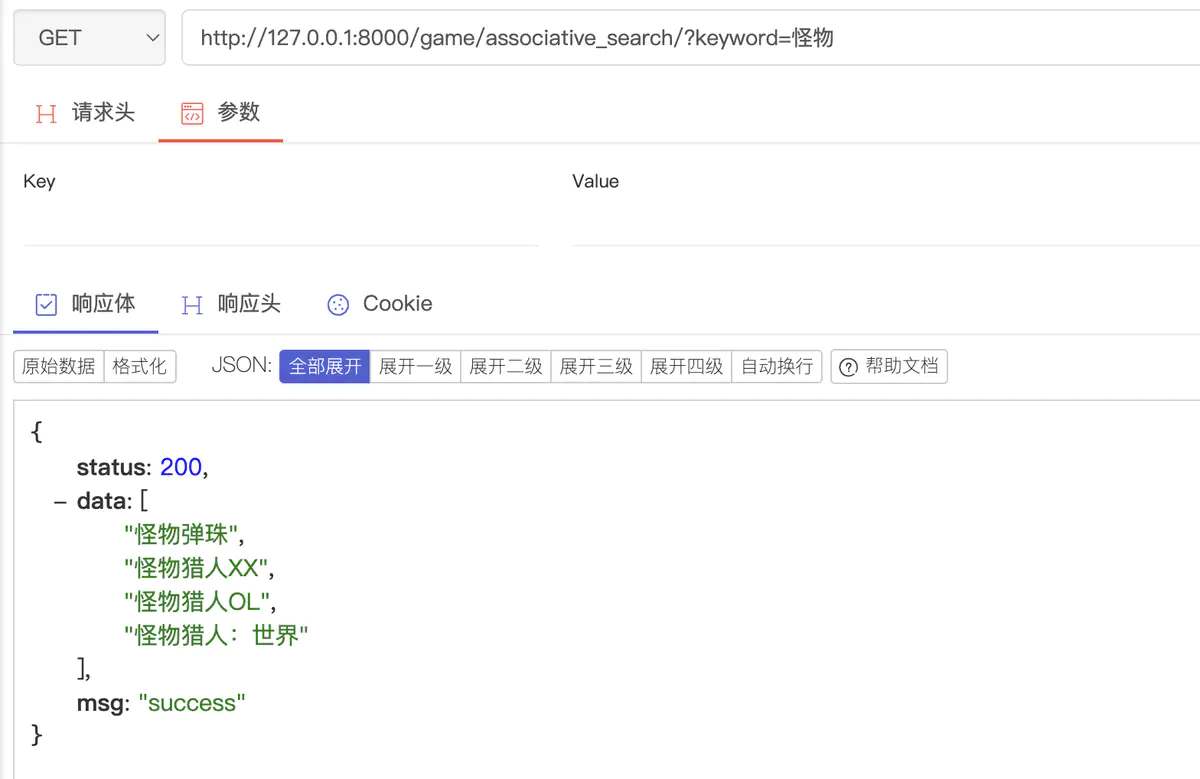 GET http://127.0.0.1:8000/game/associative_search/?keyword=怪物
请求头 参数
Key Value
响应体 响应头 Cookie
原始数据 格式化 JSON: 全部展开 展开一级 展开二级 展开三级 展开四级 自动换行 帮助文档
{
status: 200,
– data: [
"怪物弹珠",
"怪物猎人XX",
"怪物猎人OL",
"怪物猎人：世界"
],
msg: "success"
}